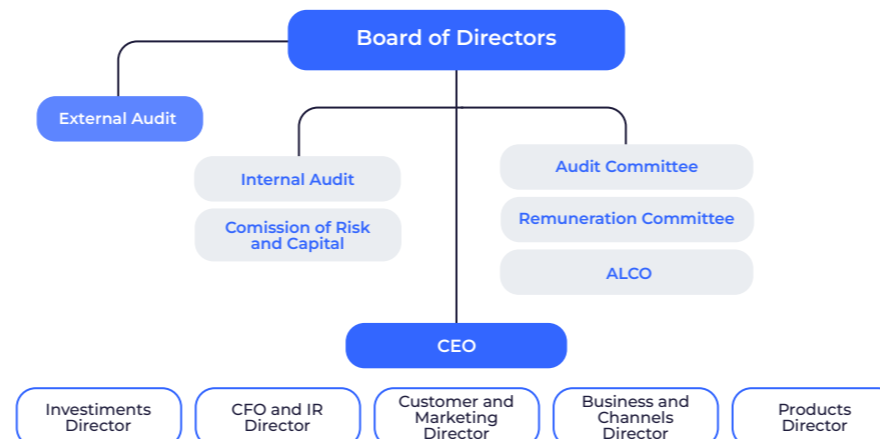 Board of Directors
External Audit
Internal Audit
Comission of Risk
and Capital
Audit Committee
Remuneration Committee
ALCO
CEO
Investiments
Director
CFO and IR
Director
Customer and
Marketing
Director
Business and
Channels
Director
Products
Director